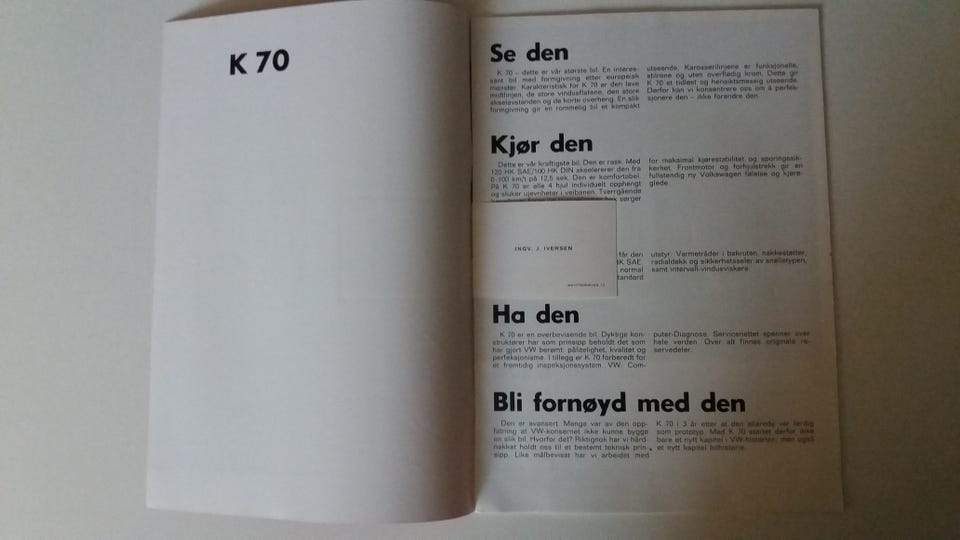 K 70
Se den
K 70 – dette er vår største bil. En interes-
sant bil med formgivning etter europeisk
mønster. Karakteristisk for K 70 er den lave
midtlinjen, de store vindusflatene, den store
akselavstanden og de korte overheng. En slik
formgivning gir en rommelig bil et kompakt
utseende. Karosserilinjene er funksjonelle,
stilrene og uten overflødig krom. Dette gir
K 70 et tidløst og hensiktsmessig utseende.
Derfor kan vi konsentrere oss om å perfek-
sjonere den – ikke forandre den.
Kjør den
Dette er vår kraftigste bil. Den er rask. Med
120 HK SAE/100 HK DIN akselererer den fra
0-100 km/t på 12,5 sek. Den er komfortabel.
På K 70 er alle 4 hjul individuelt opphengt
og sluker ujevnheter i veibanen. Tverrgående
sørger
for maksimal kjørestabilitet og sporingssik-
kerhet. Frontmotor og forhjulstrekk gir en
fullstendig ny Volkswagen følelse og kjøre-
glede.
INGV. J. IVERSEN
får den
HK SAE,
normal
standard
utstyr. Varmetråder i bakruten, nakkestøtter,
radialdekk og sikkerhetsseler av snelletypen,
samt intervall-vindusviskere.
Ha den
K 70 er en overbevisende bil. Dyktige kon-
struktører har som prinsipp beholdt det som
har gjort VW berømt: pålitelighet, kvalitet og
perfeksjonisme. I tillegg er K 70 forberedt for
et fremtidig inspeksjonssystem. VW- Com-
puter-Diagnose. Servicenettet spenner over
hele verden. Over alt finnes originale re-
servedeler.
Bli fornøyd med den
Den er avansert. Mange var av den opp-
fatning at VW-konsernet ikke kunne bygge
en slik bil. Hvorfor det? Riktignok har vi hård-
nakket holdt oss til et bestemt teknisk prin-
sipp. Like målbevisst har vi arbeidet med
K 70 i 3 år etter at den allerede var ferdig
som prototyp. Med K 70 startet derfor ikke
bare et nytt kapitel i VW-historien, men også
et nytt kapitel bilhistorie.